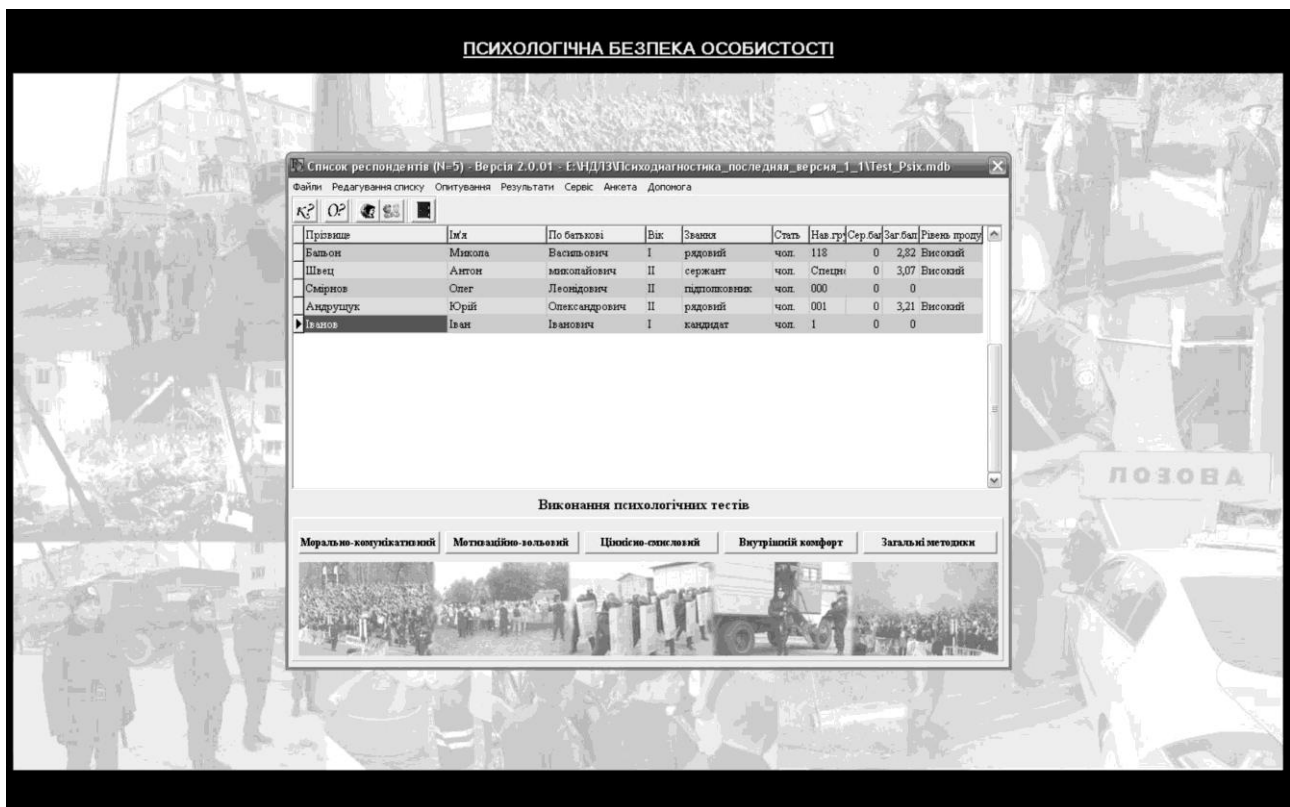 ПСИХОЛОГІЧНА БЕЗПЕКА ОСОБИСТОСТІ
Список респондентів (N=5) - Версія 2.0.01 - E:\НДЛЗ\Психодиагностика_последняя_версия_1_1\Test_Psix.mdb
Файли Редагування списку Опитування Результати Сервіс Анкета Допомога
К? О?
Прізвище Ім'я По батькові Вік Звання Стать Нав.гру Сер.бал Заг.бал Рівень проду
Бальон Микола Васильович I рядовий чол. 118 0 2,82 Високий
Швец Антон миколайович II сержант чол. Спецна 0 3,07 Високий
Смірнов Олег Леонідович II підполковник чол. 000 0 0
Андрущук Юрій Олександрович II рядовий чол. 001 0 3,21 Високий
Іванов Іван Іванович I кандидат чол. 1 0 0
ЛОЗОВА
Виконання психологічних тестів
Морально-комунікативний Мотиваційно-вольовий Ціннісно-смисловий Внутрішній комфорт Загальні методики